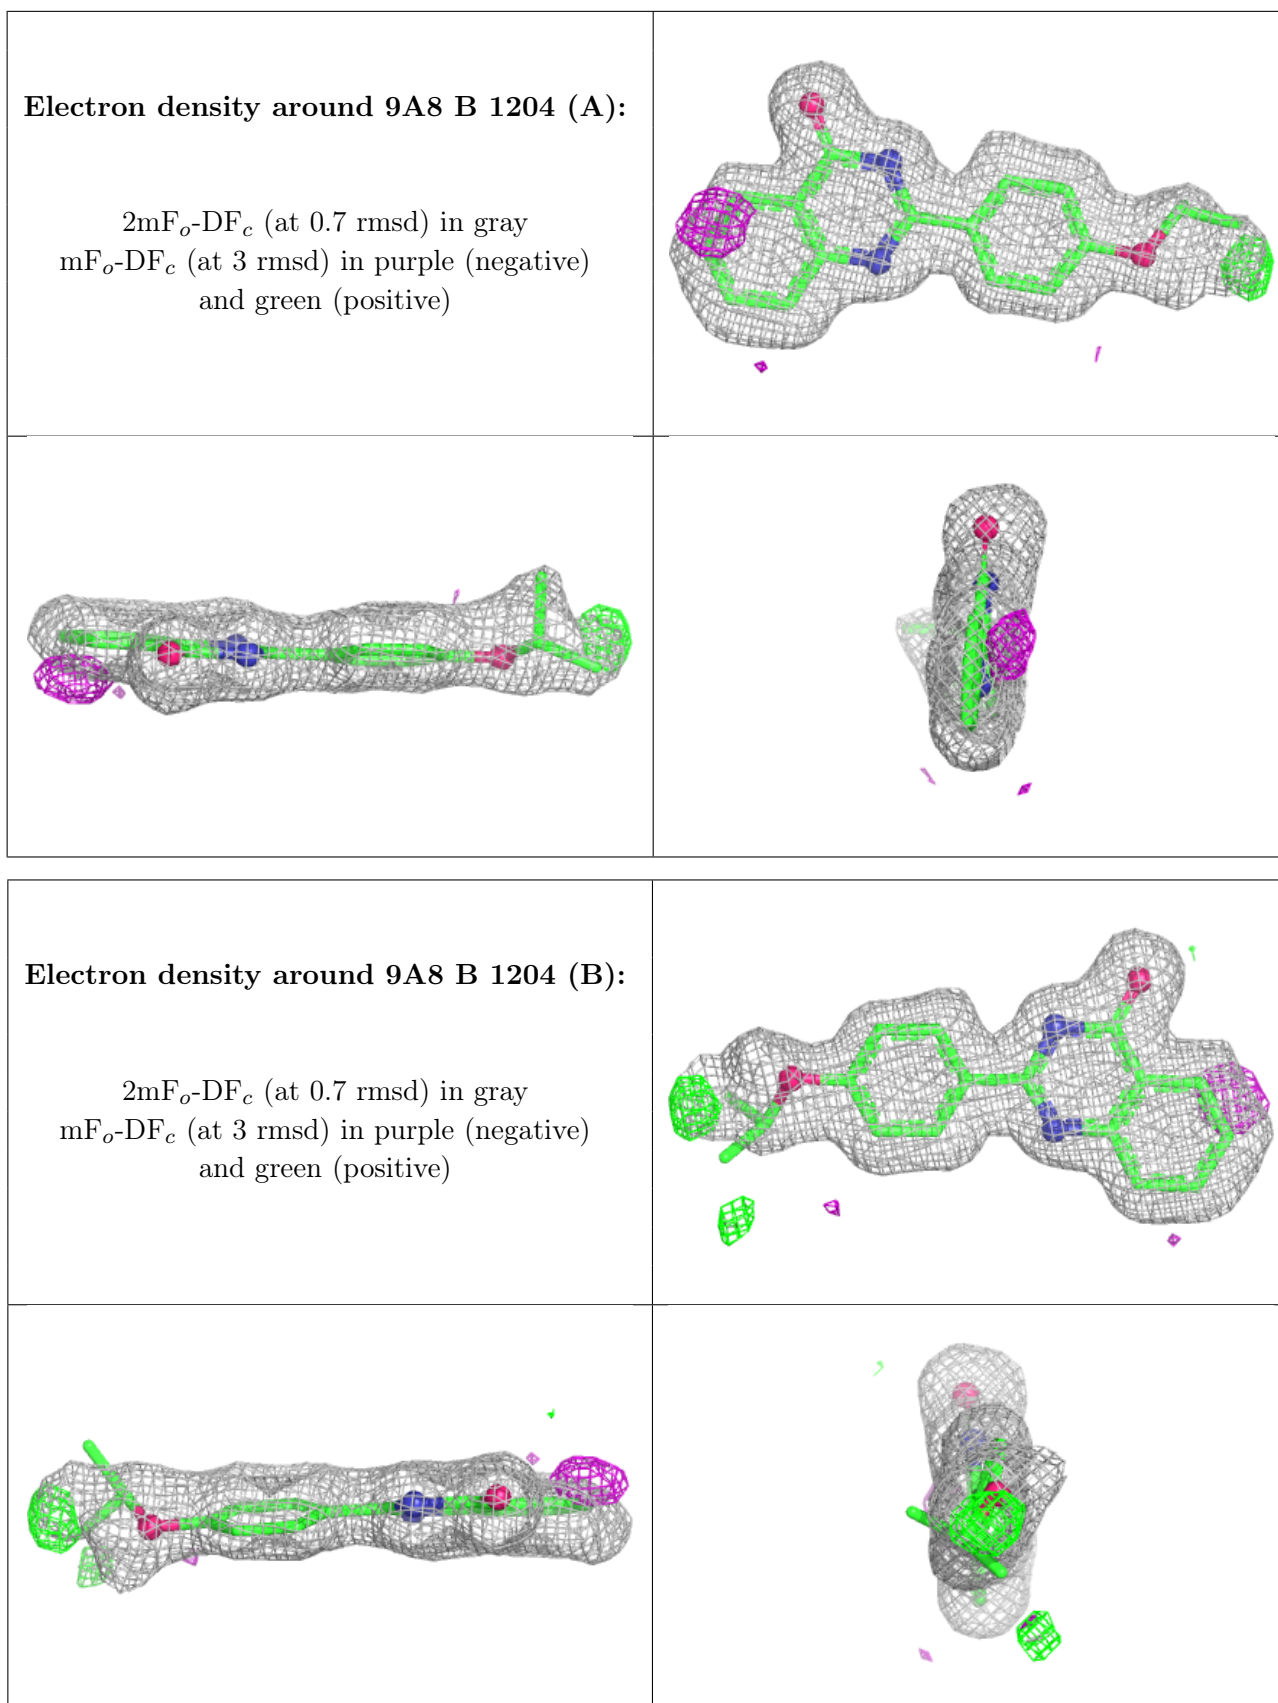 Electron density around 9A8 B 1204 (A):
2mFo-DFc (at 0.7 rmsd) in gray
mFo-DFc (at 3 rmsd) in purple (negative)
and green (positive)
Electron density around 9A8 B 1204 (B):
2mFo-DFc (at 0.7 rmsd) in gray
mFo-DFc (at 3 rmsd) in purple (negative)
and green (positive)